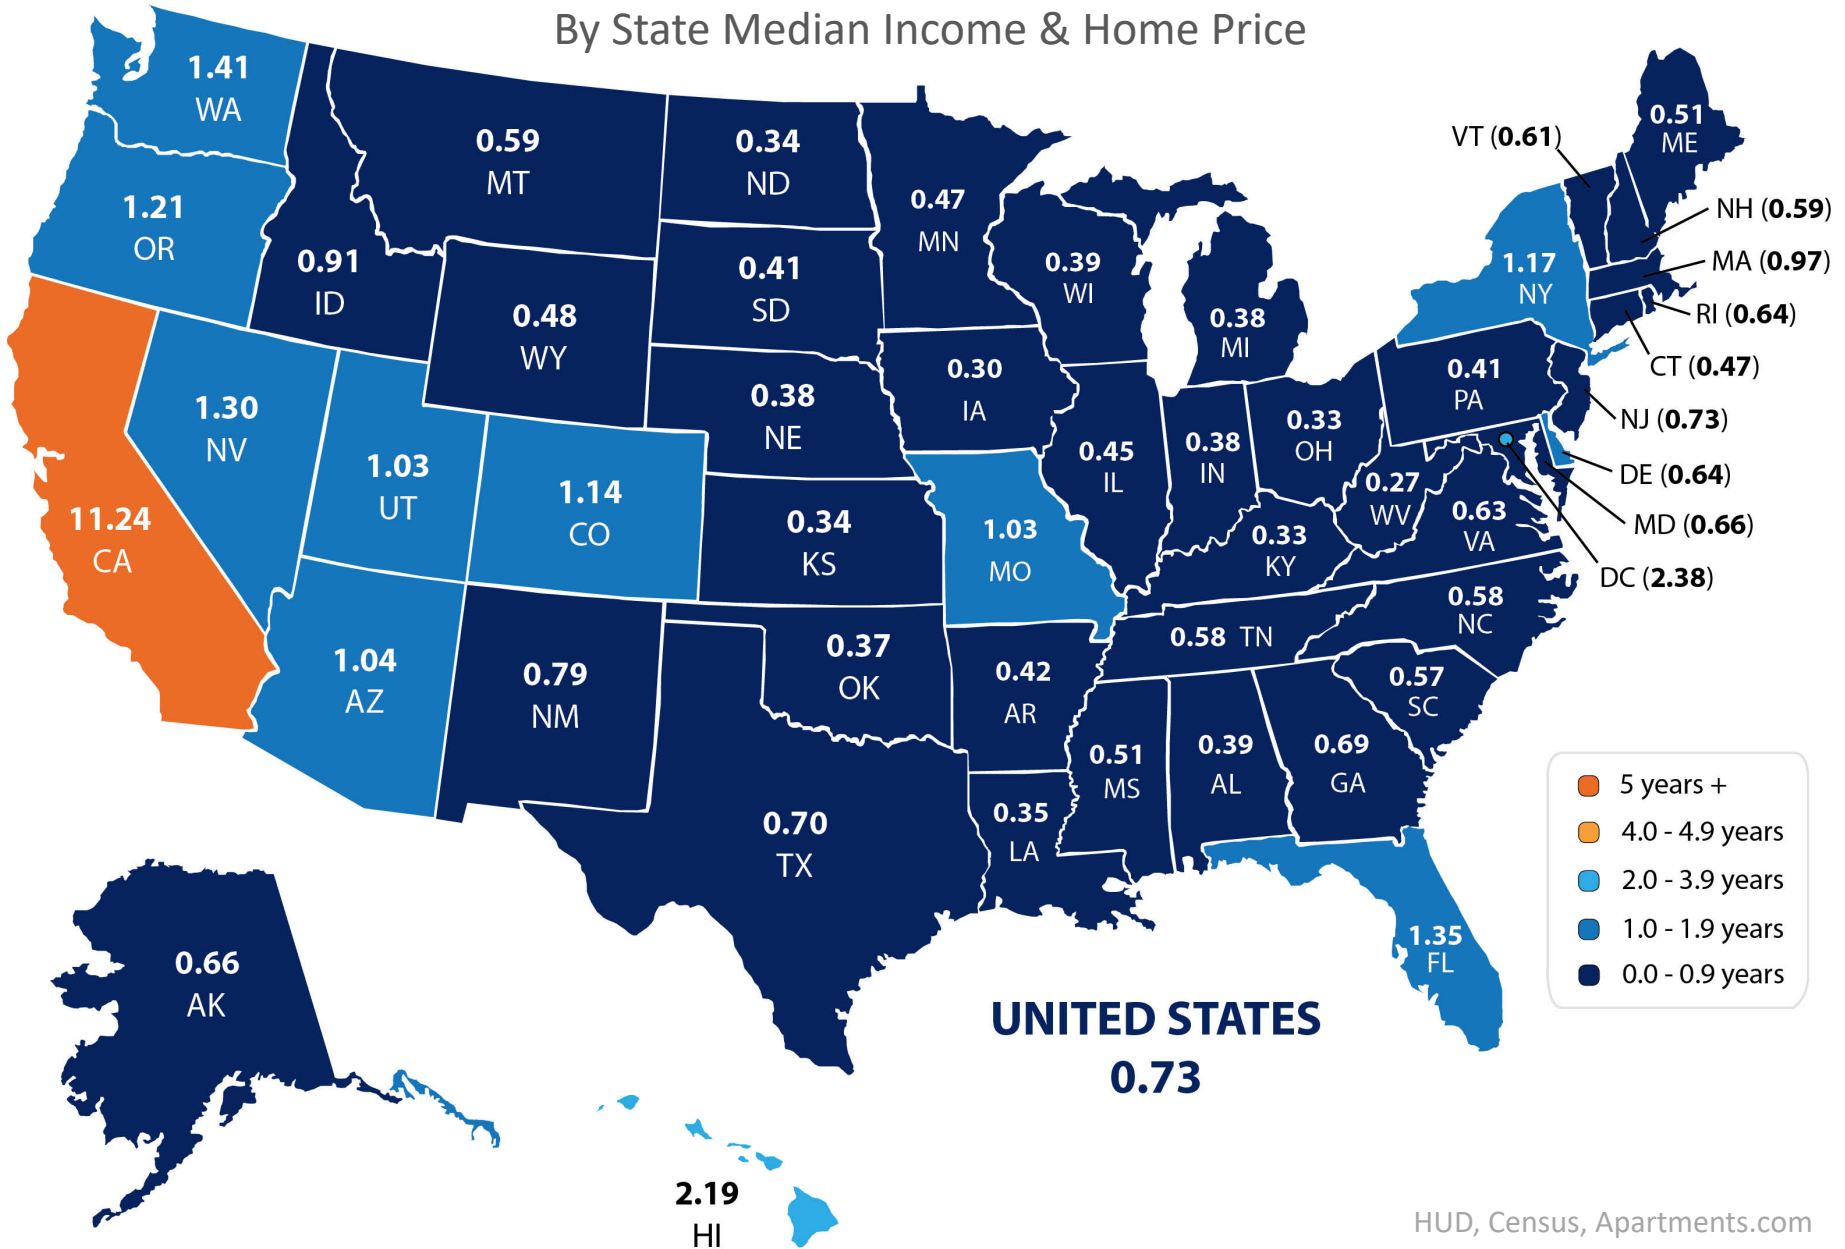 By State Median Income & Home Price
1.41
WA
1.21
OR
11.24
CA
1.30
NV
0.91
ID
0.59
MT
0.48
WY
1.03
UT
1.14
CO
1.04
AZ
0.79
NM
0.34
ND
0.41
SD
0.38
NE
0.34
KS
0.37
OK
0.70
TX
0.47
MN
0.30
IA
1.03
MO
0.42
AR
0.35
LA
0.39
WI
0.45
IL
0.38
MI
0.38
IN
0.33
OH
0.33
KY
0.58 TN
0.51
MS
0.39
AL
0.69
GA
1.35
FL
0.57
SC
0.58
NC
0.63
VA
0.27
WV
0.41
PA
1.17
NY
0.51
ME
VT (0.61)
NH (0.59)
MA (0.97)
RI (0.64)
CT (0.47)
NJ (0.73)
DE (0.64)
MD (0.66)
DC (2.38)
0.66
AK
2.19
HI
UNITED STATES
0.73
5 years +
4.0 - 4.9 years
2.0 - 3.9 years
1.0 - 1.9 years
0.0 - 0.9 years
HUD, Census, Apartments.com